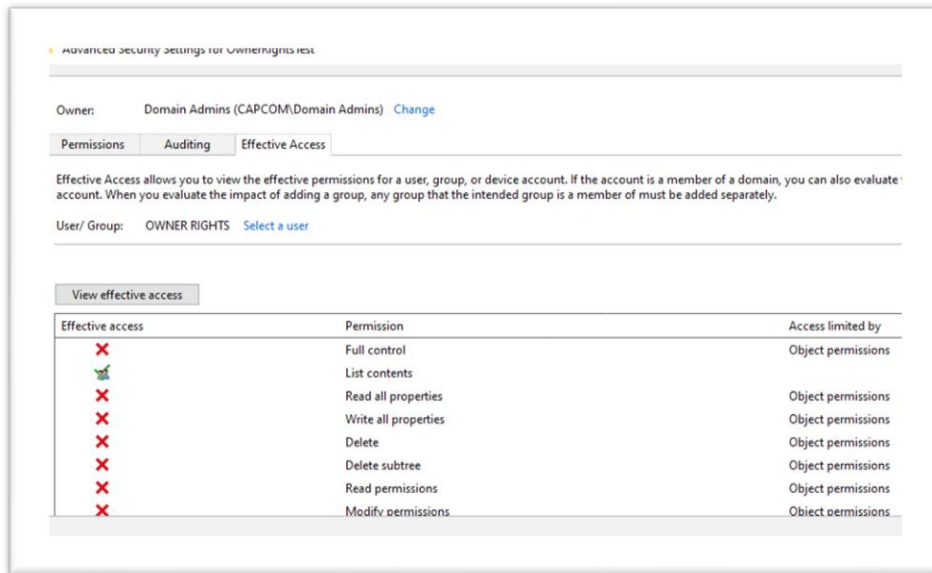 Advanced Security Settings for OwnerRightsTest
Owner: Domain Admins (CAPCOM\Domain Admins) Change
Permissions Auditing Effective Access
Effective Access allows you to view the effective permissions for a user, group, or device account. If the account is a member of a domain, you can also evaluate
account. When you evaluate the impact of adding a group, any group that the intended group is a member of must be added separately.
User/ Group: OWNER RIGHTS Select a user
View effective access
Effective access Permission Access limited by
Full control Object permissions
List contents
Read all properties Object permissions
Write all properties Object permissions
Delete Object permissions
Delete subtree Object permissions
Read permissions Object permissions
Modify permissions Object permissions